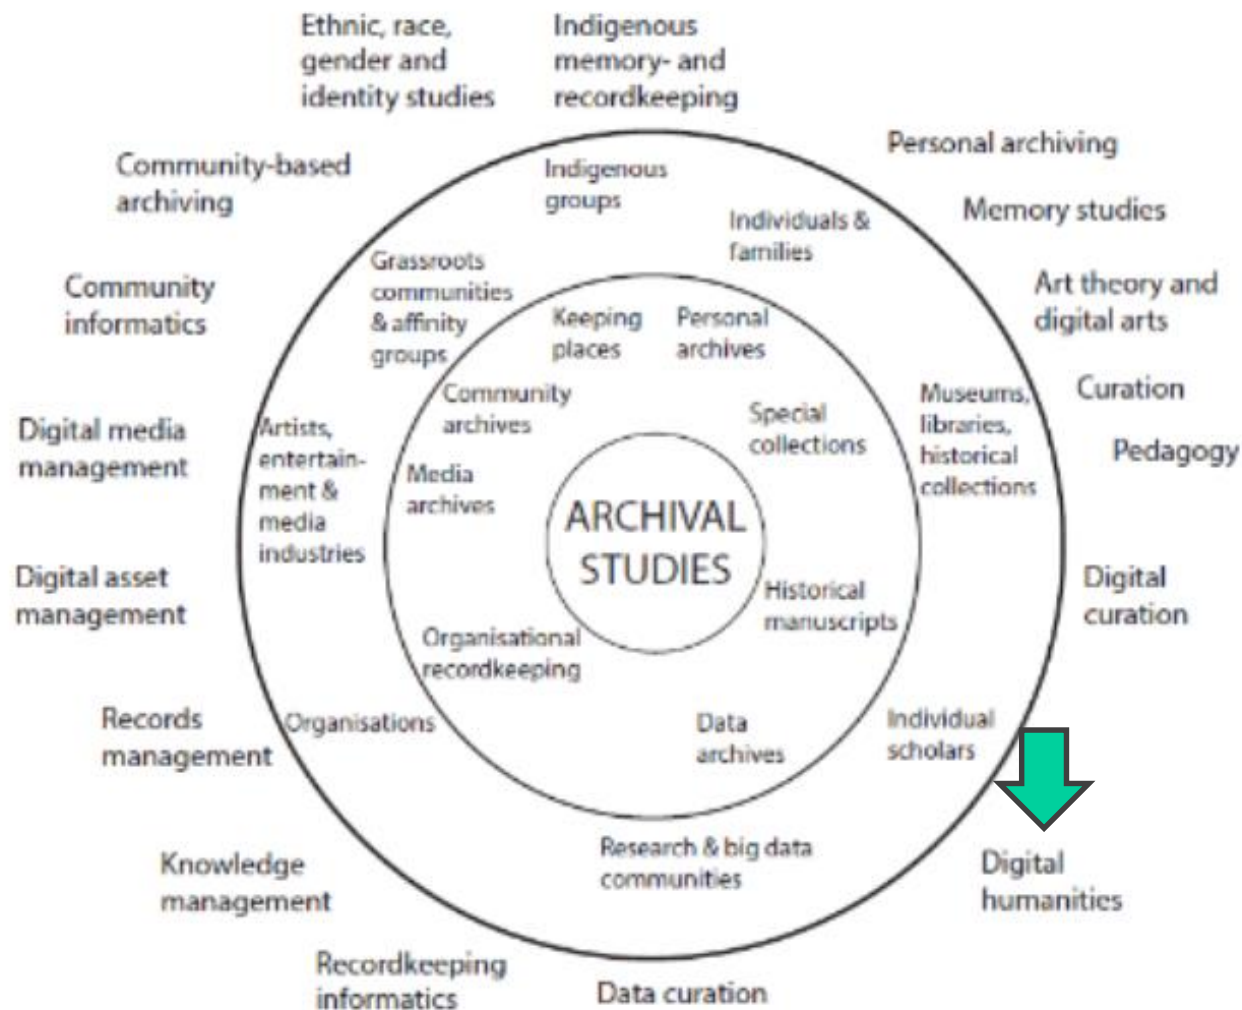 Ethnic, race,
gender and
identity studies
Indigenous
memory- and
recordkeeping
Personal archiving
Memory studies
Art theory and
digital arts
Curation
Pedagogy
Digital
curation
Digital
humanities
Data curation
Recordkeeping
informatics
Knowledge
management
Records
management
Digital asset
management
Digital media
management
Community
informatics
Community-based
archiving
Indigenous
groups
Individuals &
families
Museums,
libraries,
historical
collections
Individual
scholars
Research & big data
communities
Organisations
Artists,
entertain-
ment &
media
industries
Grassroots
communities
& affinity
groups
Keeping
places
Personal
archives
Special
collections
Historical
manuscripts
Data
archives
Organisational
recordkeeping
Media
archives
Community
archives
ARCHIVAL
STUDIES